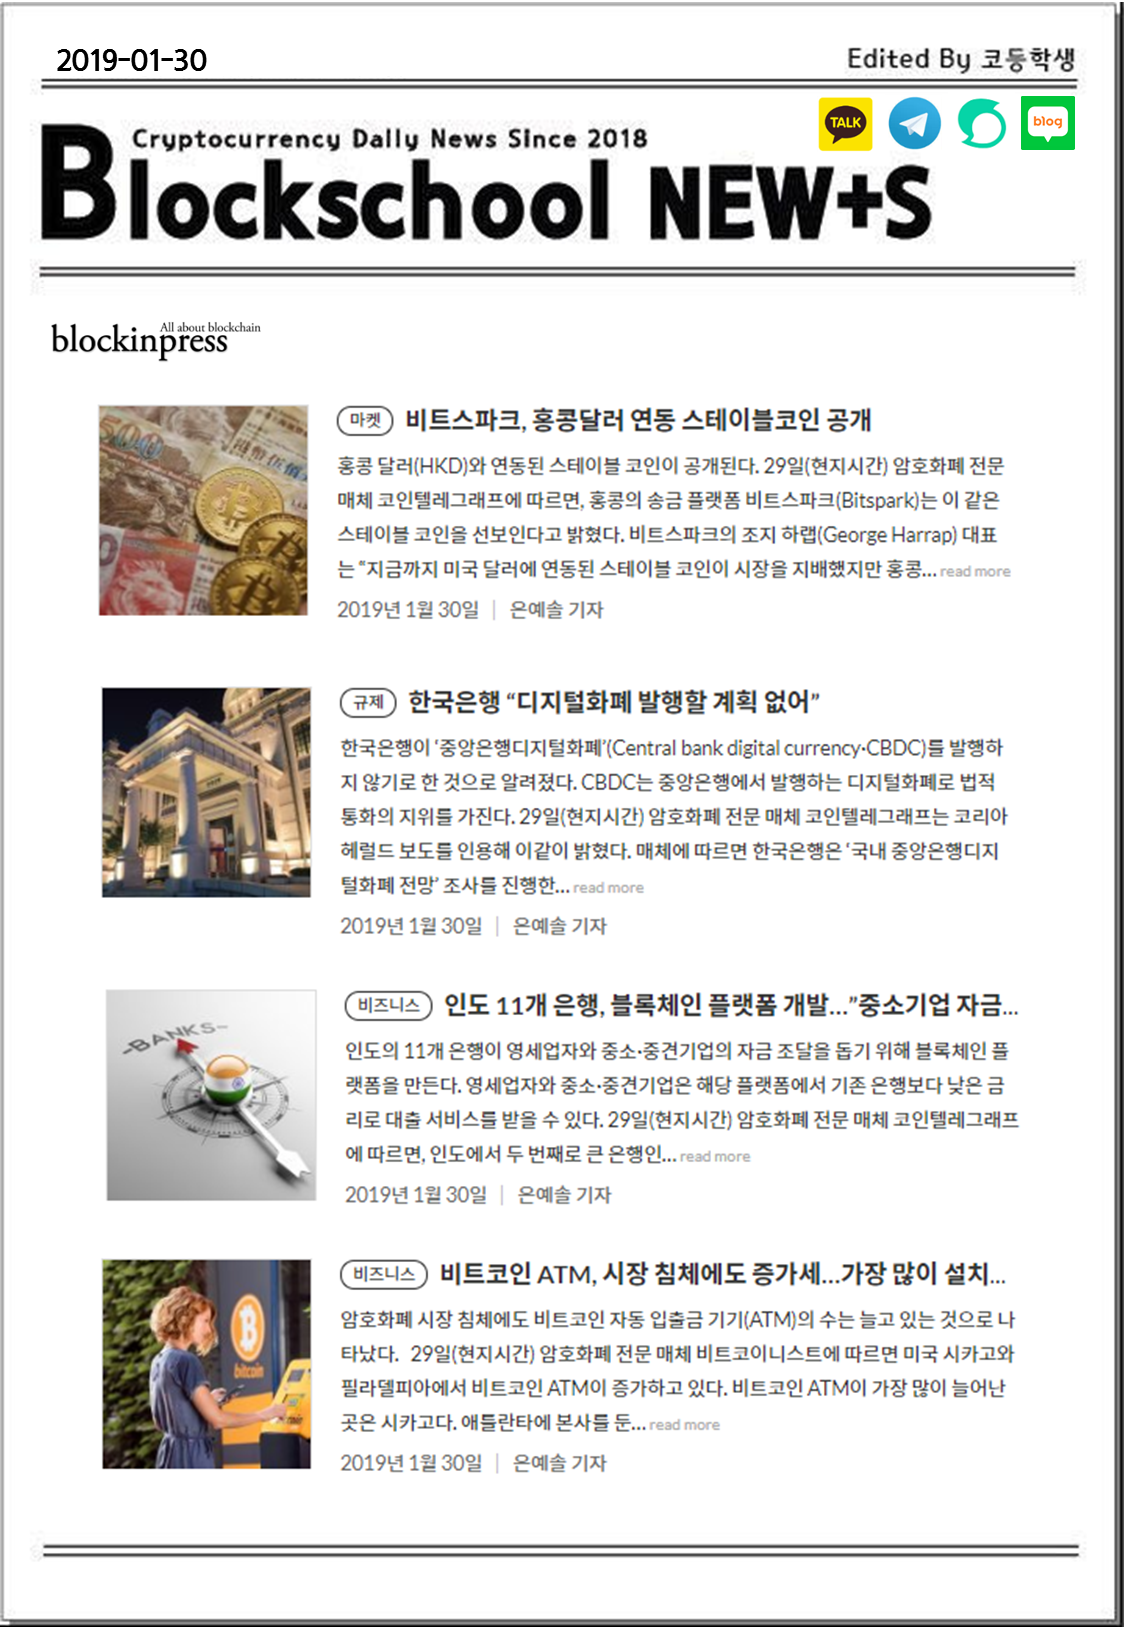 2019-01-30
Edited By 코등학생
TALK
blog
Cryptocurrency Daily News Since 2018
Blockschool NEW+S
All about blockchain
blockinpress
마켓 비트스파크, 홍콩달러 연동 스테이블코인 공개
홍콩 달러(HKD)와 연동된 스테이블 코인이 공개된다. 29일(현지시간) 암호화폐 전문
매체 코인텔레그래프에 따르면, 홍콩의 송금 플랫폼 비트스파크(Bitspark)는 이 같은
스테이블 코인을 선보인다고 밝혔다. 비트스파크의 조지 하랩(George Harrap) 대표
는 “지금까지 미국 달러에 연동된 스테이블 코인이 시장을 지배했지만 홍콩... read more
2019년 1월 30일 | 은예솔 기자
규제 한국은행 “디지털화폐 발행할 계획 없어”
한국은행이 ‘중앙은행디지털화폐’(Central bank digital currency·CBDC)를 발행하
지 않기로 한 것으로 알려졌다. CBDC는 중앙은행에서 발행하는 디지털화폐로 법적
통화의 지위를 가진다. 29일(현지시간) 암호화폐 전문 매체 코인텔레그래프는 코리아
헤럴드 보도를 인용해 이같이 밝혔다. 매체에 따르면 한국은행은 ‘국내 중앙은행디지
털화폐 전망’ 조사를 진행한... read more
2019년 1월 30일 | 은예솔 기자
-BANKS-
비즈니스 인도 11개 은행, 블록체인 플랫폼 개발…”중소기업 자금...
인도의 11개 은행이 영세업자와 중소·중견기업의 자금 조달을 돕기 위해 블록체인 플
랫폼을 만든다. 영세업자와 중소·중견기업은 해당 플랫폼에서 기존 은행보다 낮은 금
리로 대출 서비스를 받을 수 있다. 29일(현지시간) 암호화폐 전문 매체 코인텔레그래프
에 따르면, 인도에서 두 번째로 큰 은행인... read more
2019년 1월 30일 | 은예솔 기자
bitcoin
비즈니스 비트코인 ATM, 시장 침체에도 증가세…가장 많이 설치...
암호화폐 시장 침체에도 비트코인 자동 입출금 기기(ATM)의 수는 늘고 있는 것으로 나
타났다. 29일(현지시간) 암호화폐 전문 매체 비트코이니스트에 따르면 미국 시카고와
필라델피아에서 비트코인 ATM이 증가하고 있다. 비트코인 ATM이 가장 많이 늘어난
곳은 시카고다. 애틀란타에 본사를 둔... read more
2019년 1월 30일 | 은예솔 기자